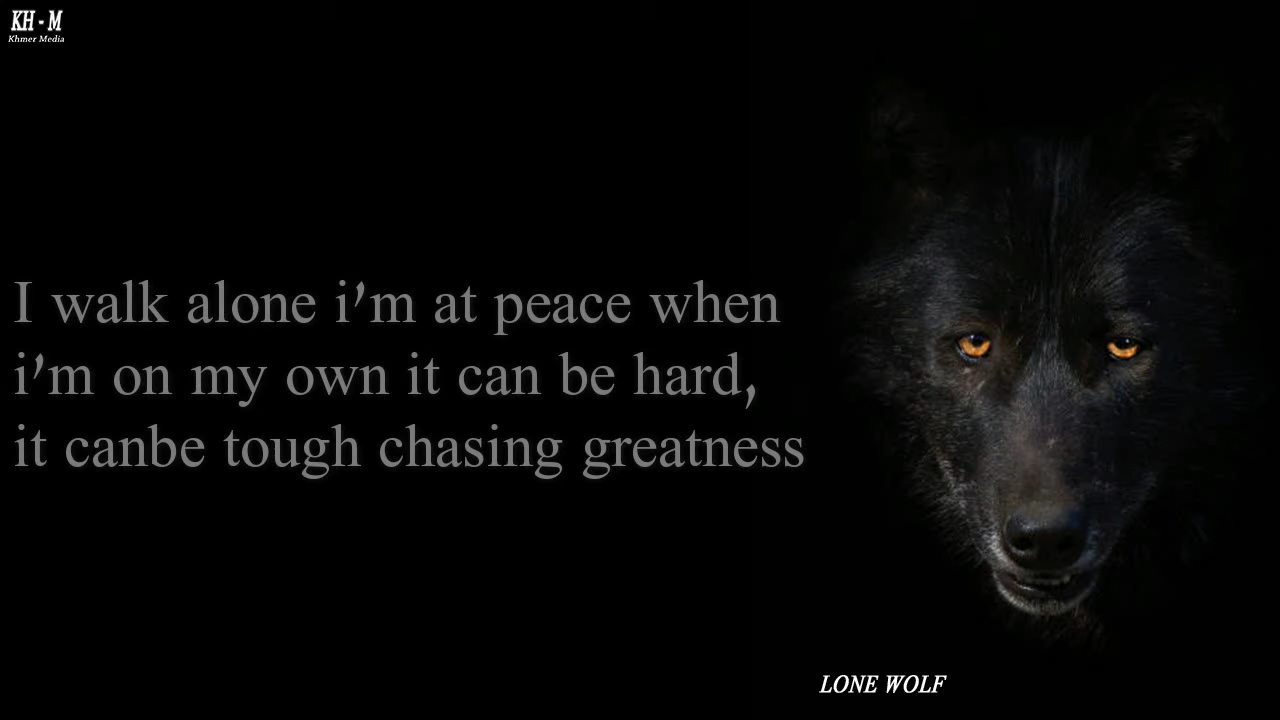 KH - M
Khmer Media
I walk alone i'm at peace when
i'm on my own it can be hard,
it canbe tough chasing greatness
LONE WOLF